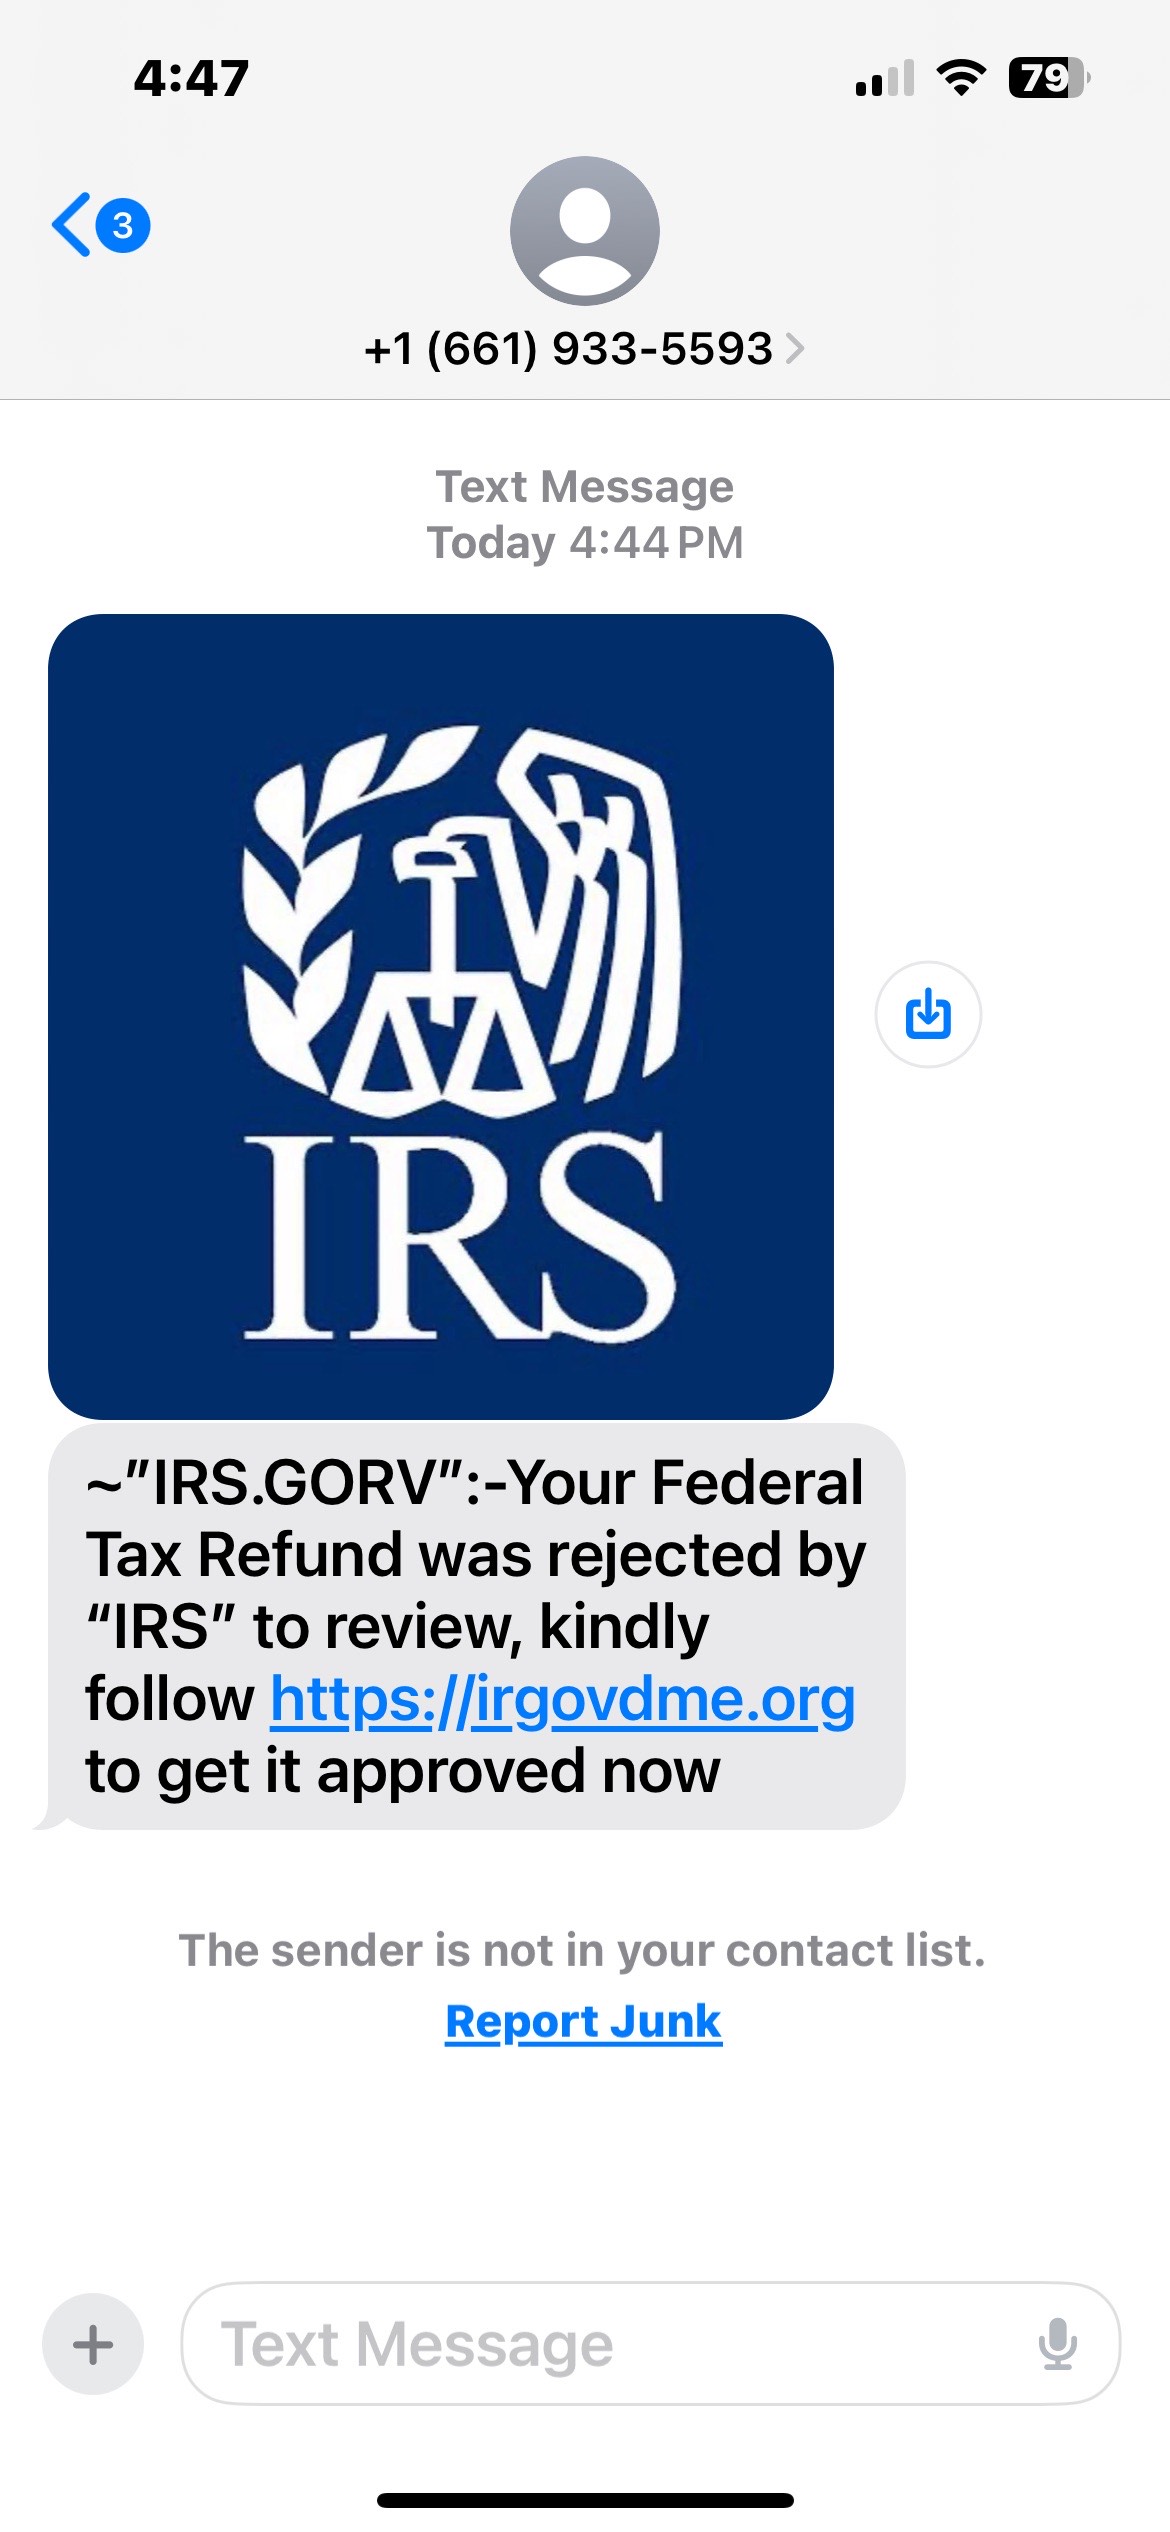 4:47
79
3
+1 (661) 933-5593
Text Message
Today 4:44 PM
IRS
~”IRS.GORV”:-Your Federal
Tax Refund was rejected by
“IRS” to review, kindly
follow https://irgovdme.org
to get it approved now
The sender is not in your contact list.
Report Junk
Text Message